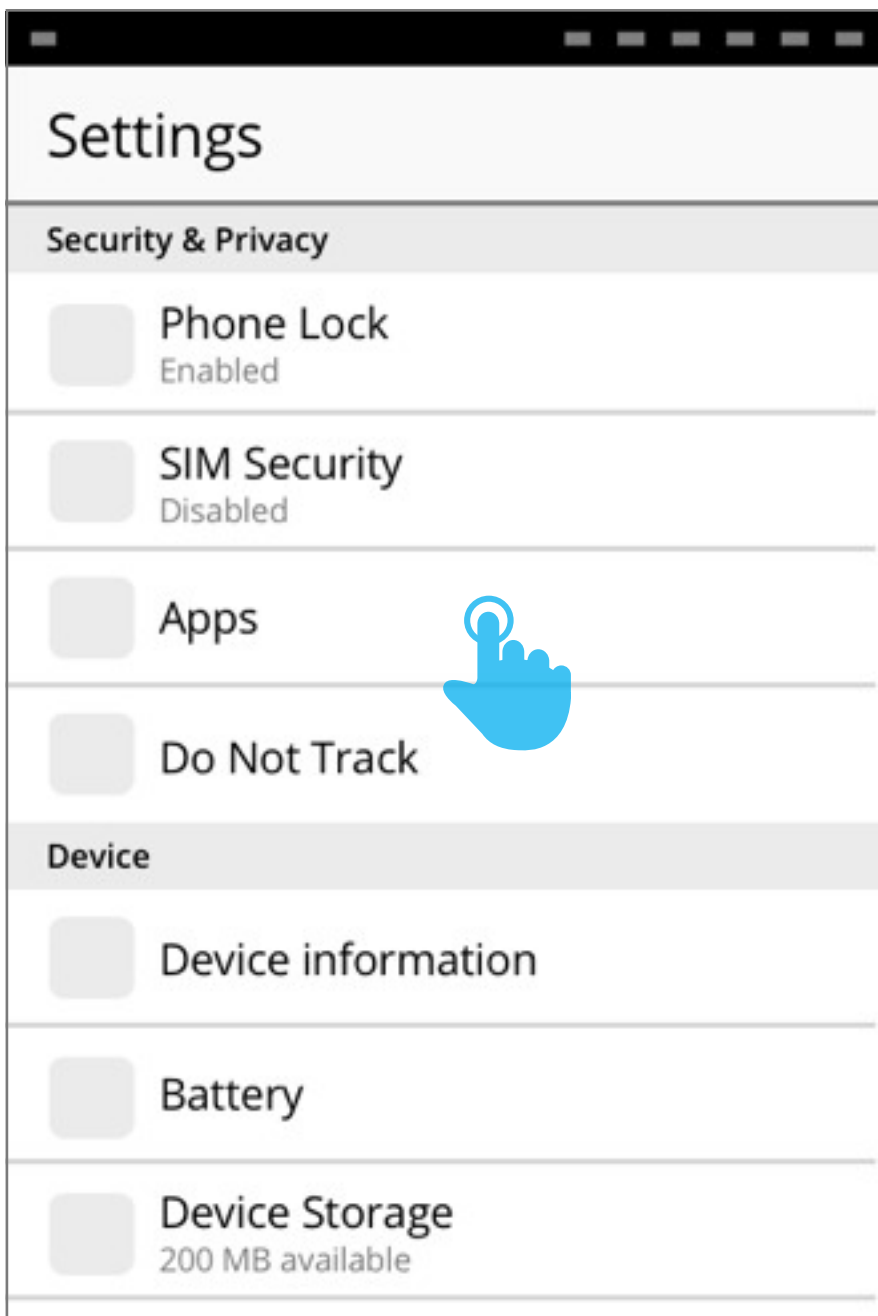 Settings
Security & Privacy
Phone Lock
Enabled
SIM Security
Disabled
Apps
Do Not Track
Device
Device information
Battery
Device Storage
200 MB available